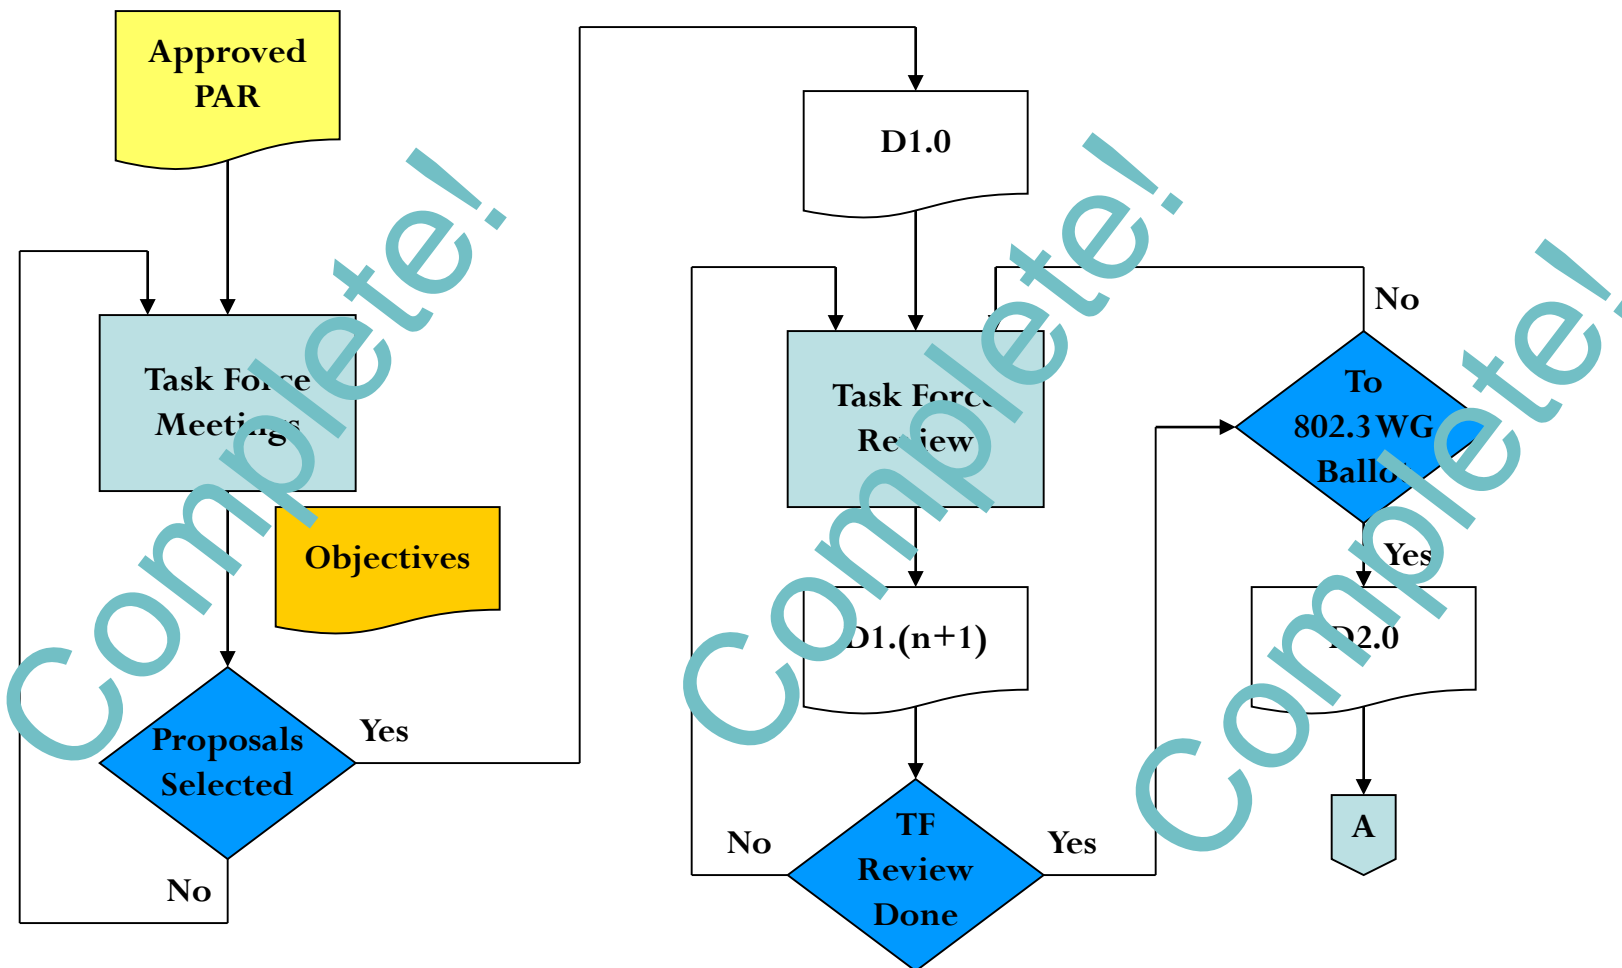 Approved
PAR
Task Force
Meetings
Objectives
Proposals
Selected
Yes
No
Complete!
D1.0
Task Force
Review
D1.(n+1)
TF
Review
Done
No
Yes
Complete!
To
802.3 WG
Ballot
No
Yes
D2.0
A
Complete!